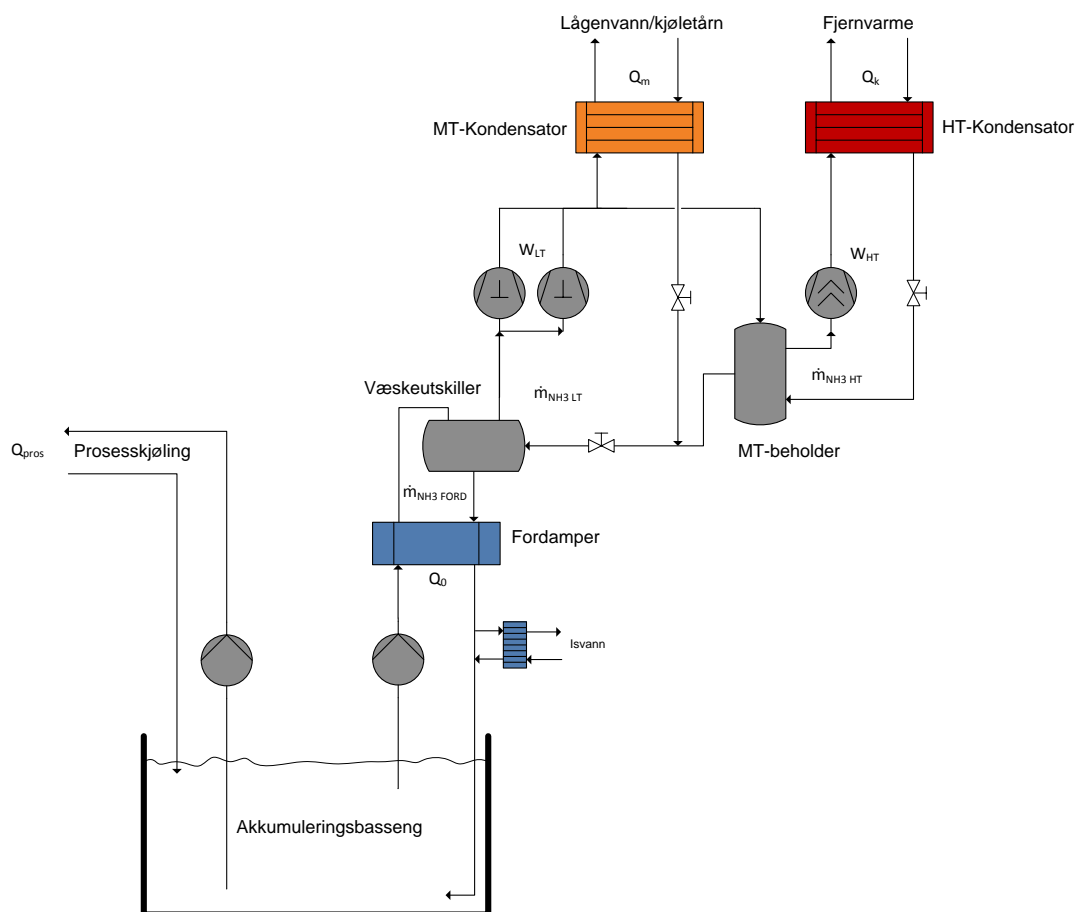 Lågenvann/kjøletårn
Fjernvarme
Qm
Qk
MT-Kondensator
HT-Kondensator
WLT
WHT
Væskeutskiller
ṁNH3 LT
ṁNH3 HT
MT-beholder
Qpros
Prosesskjøling
ṁNH3 FORD
Fordamper
Q0
Isvann
Akkumuleringsbasseng